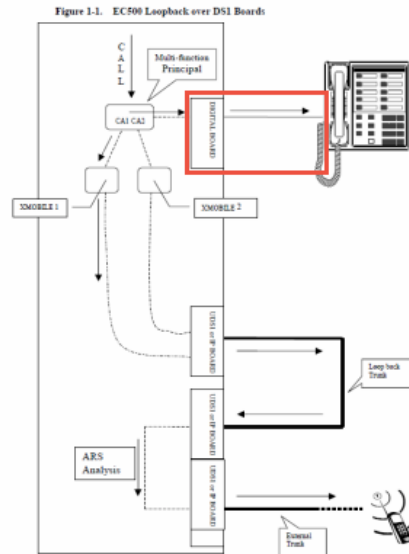 Figure 1-1. EC500 Loopback over DS1 Boards
C
A
L
L
Multi-function
Principal
CA1 CA2
DIGITAL BOARD
XMOBILE 1
XMOBILE 2
UDS1 or IP BOARD
Loop back
Trunk
UDS1 or IP BOARD
ARS
Analysis
UDS1 or IP BOARD
External
Trunk